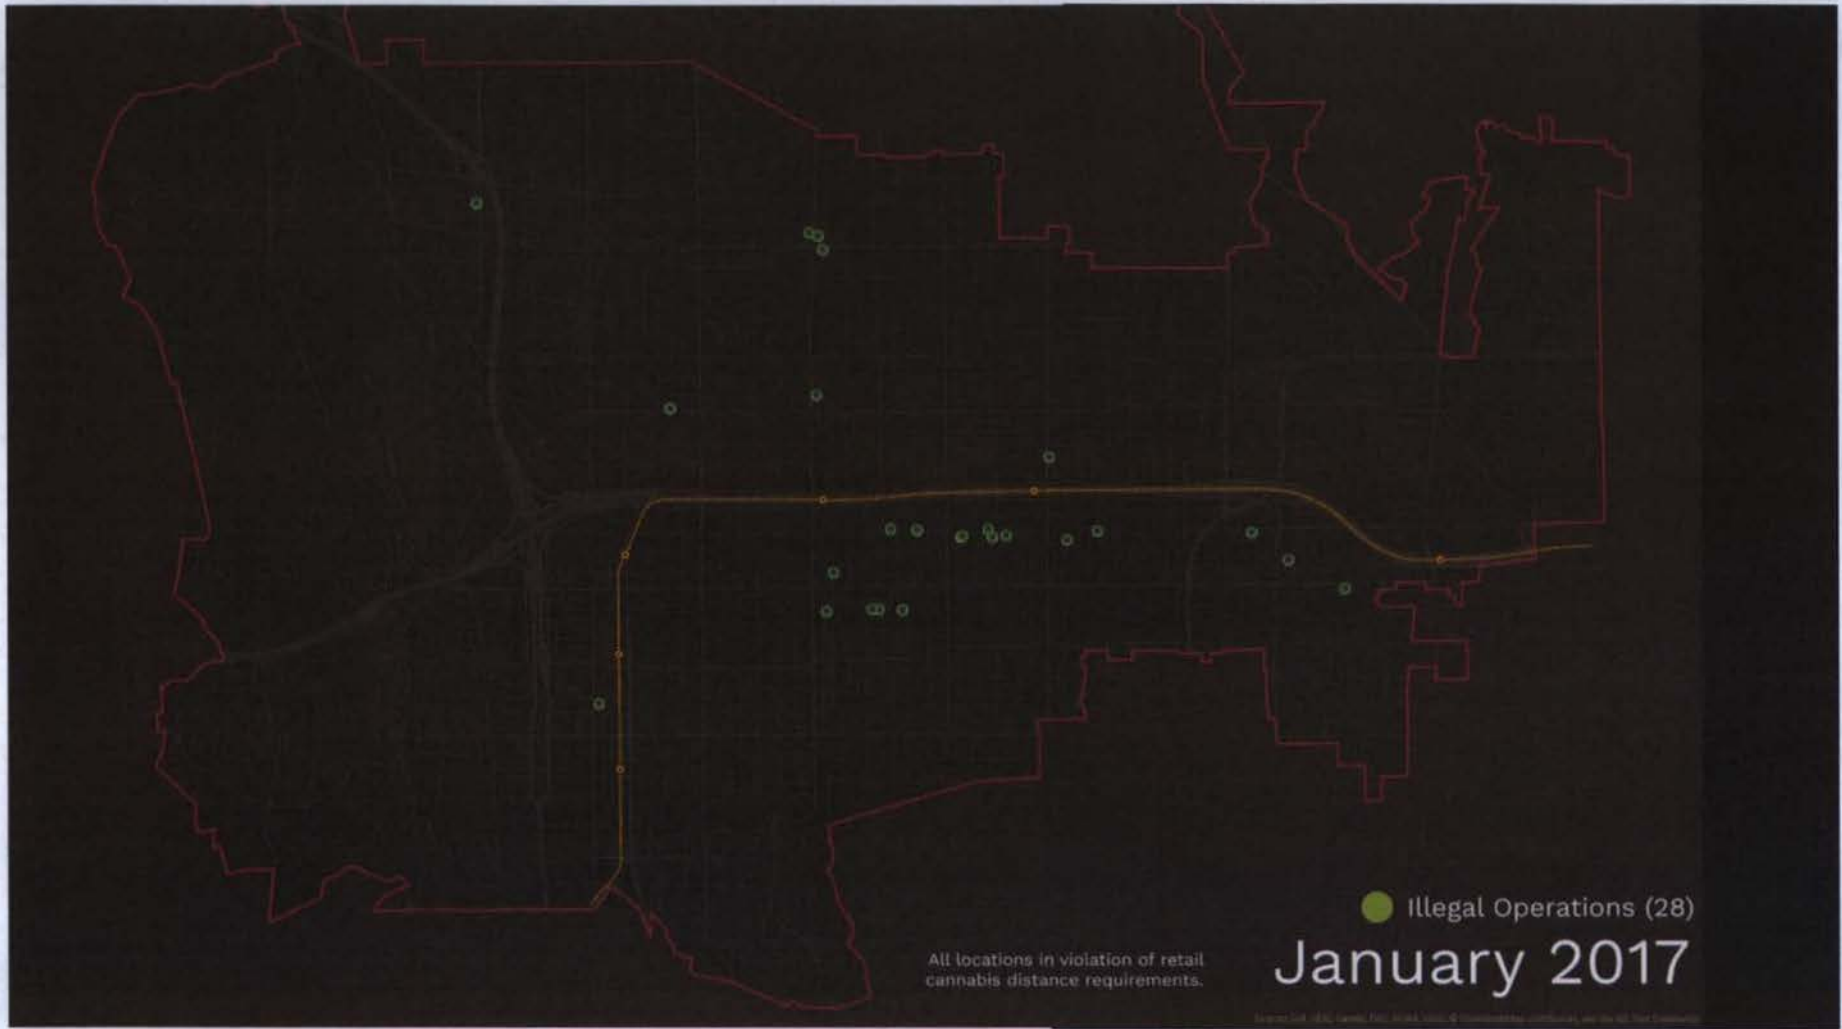 Illegal Operations (28)
January 2017
All locations in violation of retail
cannabis distance requirements.